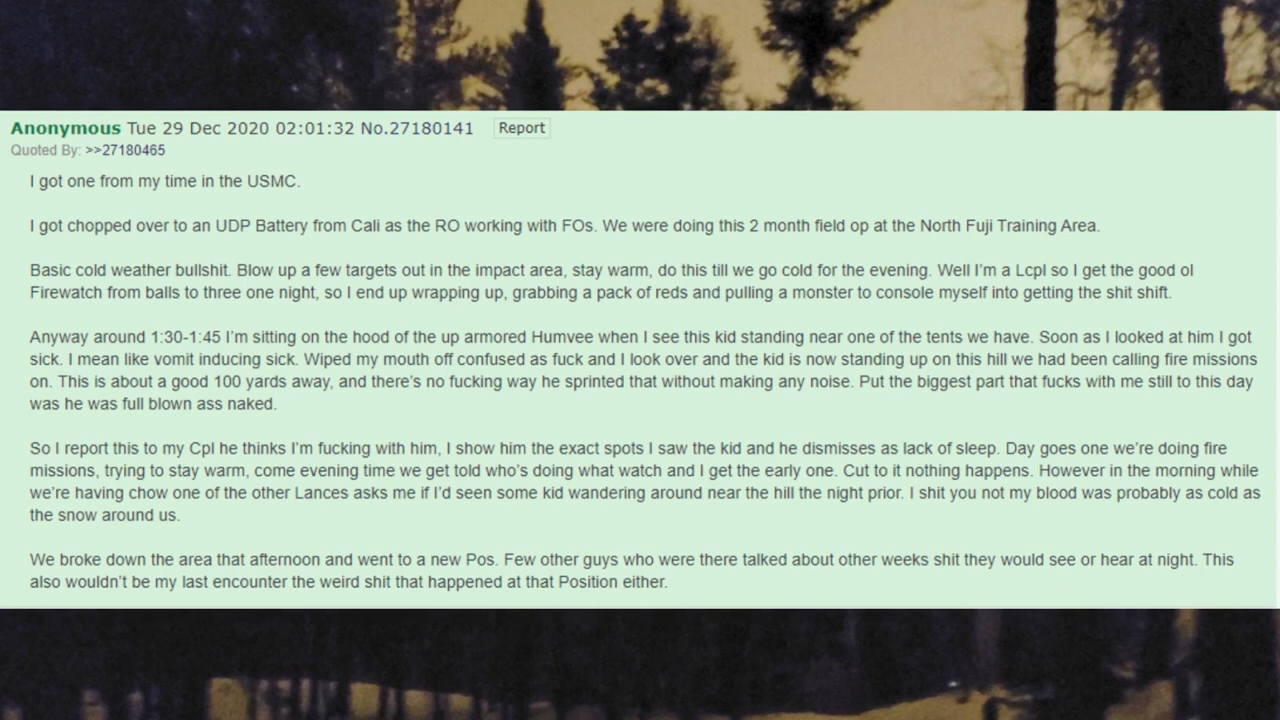 Anonymous Tue 29 Dec 2020 02:01:32 No.27180141 Report
Quoted By: >>27180465
I got one from my time in the USMC.
I got chopped over to an UDP Battery from Cali as the RO working with FOs. We were doing this 2 month field op at the North Fuji Training Area.
Basic cold weather bullshit. Blow up a few targets out in the impact area, stay warm, do this till we go cold for the evening. Well I'm a Lcpl so I get the good ol
Firewatch from balls to three one night, so I end up wrapping up, grabbing a pack of reds and pulling a monster to console myself into getting the shit shift.
Anyway around 1:30-1:45 I'm sitting on the hood of the up armored Humvee when I see this kid standing near one of the tents we have. Soon as I looked at him I got
sick. I mean like vomit inducing sick. Wiped my mouth off confused as fuck and I look over and the kid is now standing up on this hill we had been calling fire missions
on. This is about a good 100 yards away, and there's no fucking way he sprinted that without making any noise. Put the biggest part that fucks with me still to this day
was he was full blown ass naked.
So I report this to my Cpl he thinks I'm fucking with him, I show him the exact spots I saw the kid and he dismisses as lack of sleep. Day goes one we're doing fire
missions, trying to stay warm, come evening time we get told who's doing what watch and I get the early one. Cut to it nothing happens. However in the morning while
we're having chow one of the other Lances asks me if I'd seen some kid wandering around near the hill the night prior. I shit you not my blood was probably as cold as
the snow around us.
We broke down the area that afternoon and went to a new Pos. Few other guys who were there talked about other weeks shit they would see or hear at night. This
also wouldn't be my last encounter the weird shit that happened at that Position either.